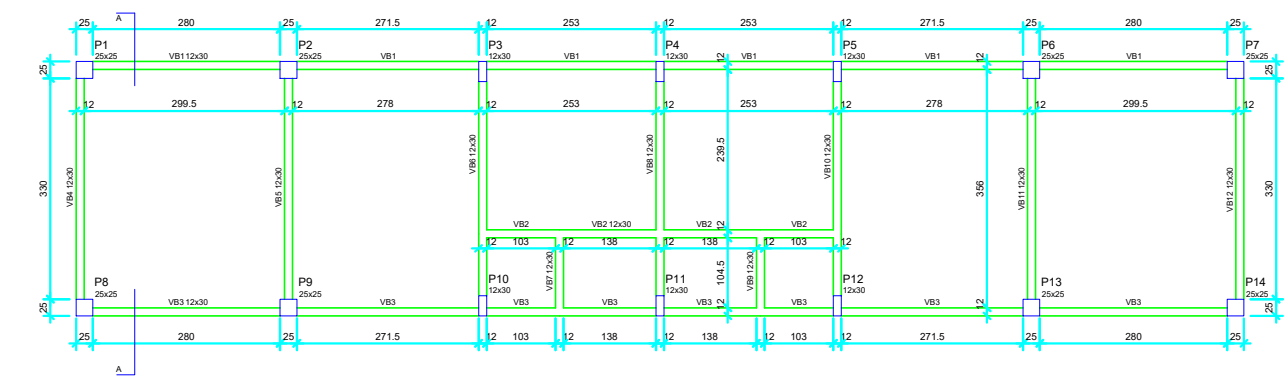 A
25 280 25 271.5 12 253 12 253 12 271.5 25 280 25
P1 P2 P3 P4 P5 P6 P7
25x25 VB1 12x30 25x25 VB1 12x30 VB1 12x30 VB1 12x30 VB1 25x25 VB1 25x25
25 12 12 25
12 299.5 12 278 12 253 12 253 12 278 12 299.5 12
330 VB4 12x30 VB5 12x30 VB6 12x30 VB8 12x30 239.5 VB10 12x30 356 VB11 12x30 VB12 12x30 330
VB2 VB2 12x30 VB2 12 VB2
12 103 12 138 12 138 12 103 12
VB7 12x30 104.5 VB9 12x30
P8 P9 P10 P11 P12 P13 P14
25x25 25x25 12x30 12x30 12x30 25x25 25x25
25 VB3 12x30 VB3 VB3 VB3 VB3 12 VB3 VB3 12 VB3 25
25 280 25 271.5 12 103 12 138 12 138 12 103 12 271.5 25 280 25
A